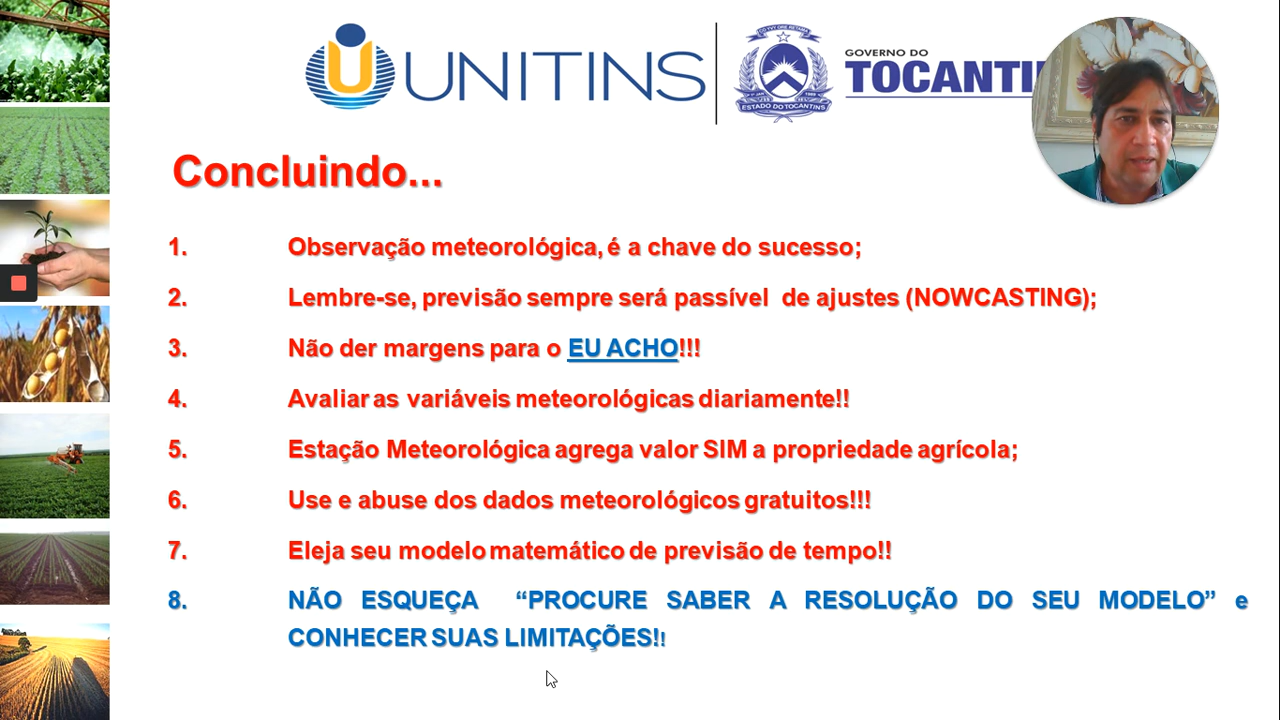 UNITINS
GOVERNO DO
TOCANTI
ESTADO DO TOCANTINS
Concluindo...
1. Observação meteorológica, é a chave do sucesso;
2. Lembre-se, previsão sempre será passível de ajustes (NOWCASTING);
3. Não der margens para o EU ACHO!!!
4. Avaliar as variáveis meteorológicas diariamente!!
5. Estação Meteorológica agrega valor SIM a propriedade agrícola;
6. Use e abuse dos dados meteorológicos gratuitos!!!
7. Eleja seu modelo matemático de previsão de tempo!!
8. NÃO ESQUEÇA “PROCURE SABER A RESOLUÇÃO DO SEU MODELO” e
CONHECER SUAS LIMITAÇÕES!!